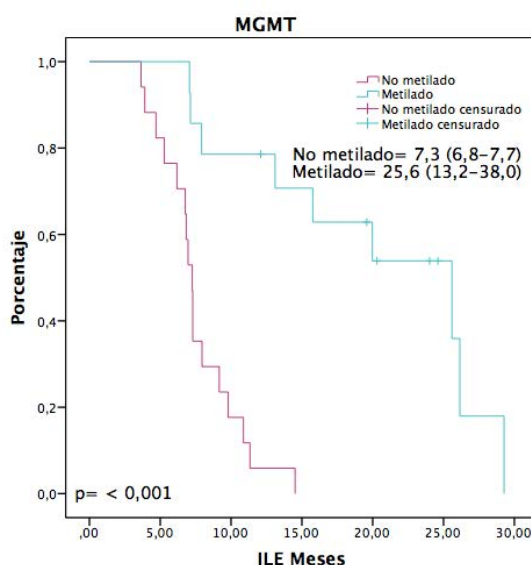 MGMT
No metilado
Metilado
No metilado censurado
Metilado censurado
No metilado= 7,3 (6,8-7,7)
Metilado= 25,6 (13,2-38,0)
Porcentaje
1,0
0,8
0,6
0,4
0,2
0,0
p= < 0,001
,00 5,00 10,00 15,00 20,00 25,00 30,00
ILE Meses